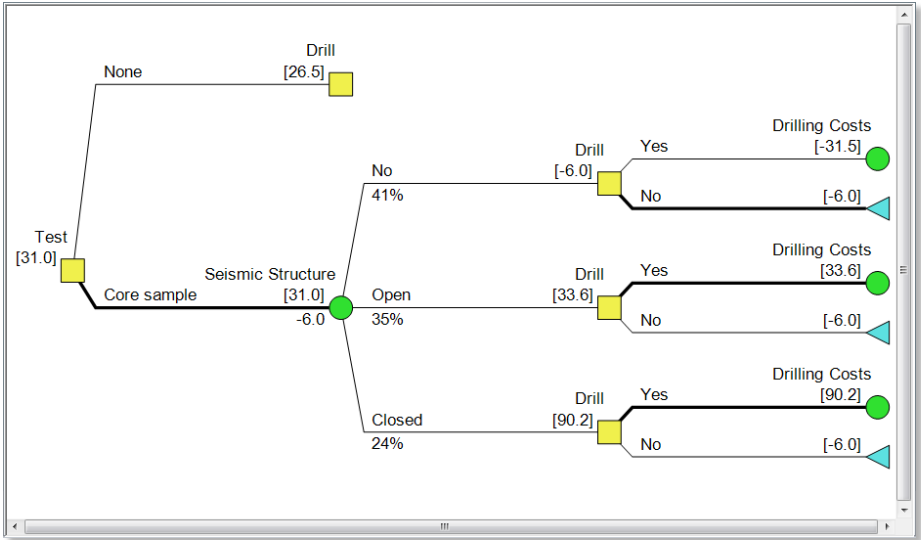 Drill
None
[26.5]
Drilling Costs
Yes
[-31.5]
Drill
No
[-6.0]
41%
No
[-6.0]
Test
[31.0]
Drilling Costs
Seismic Structure
Drill
Yes
[33.6]
Core sample
[31.0]
Open
[33.6]
-6.0
35%
No
[-6.0]
Drilling Costs
Drill
Yes
[90.2]
Closed
[90.2]
24%
No
[-6.0]